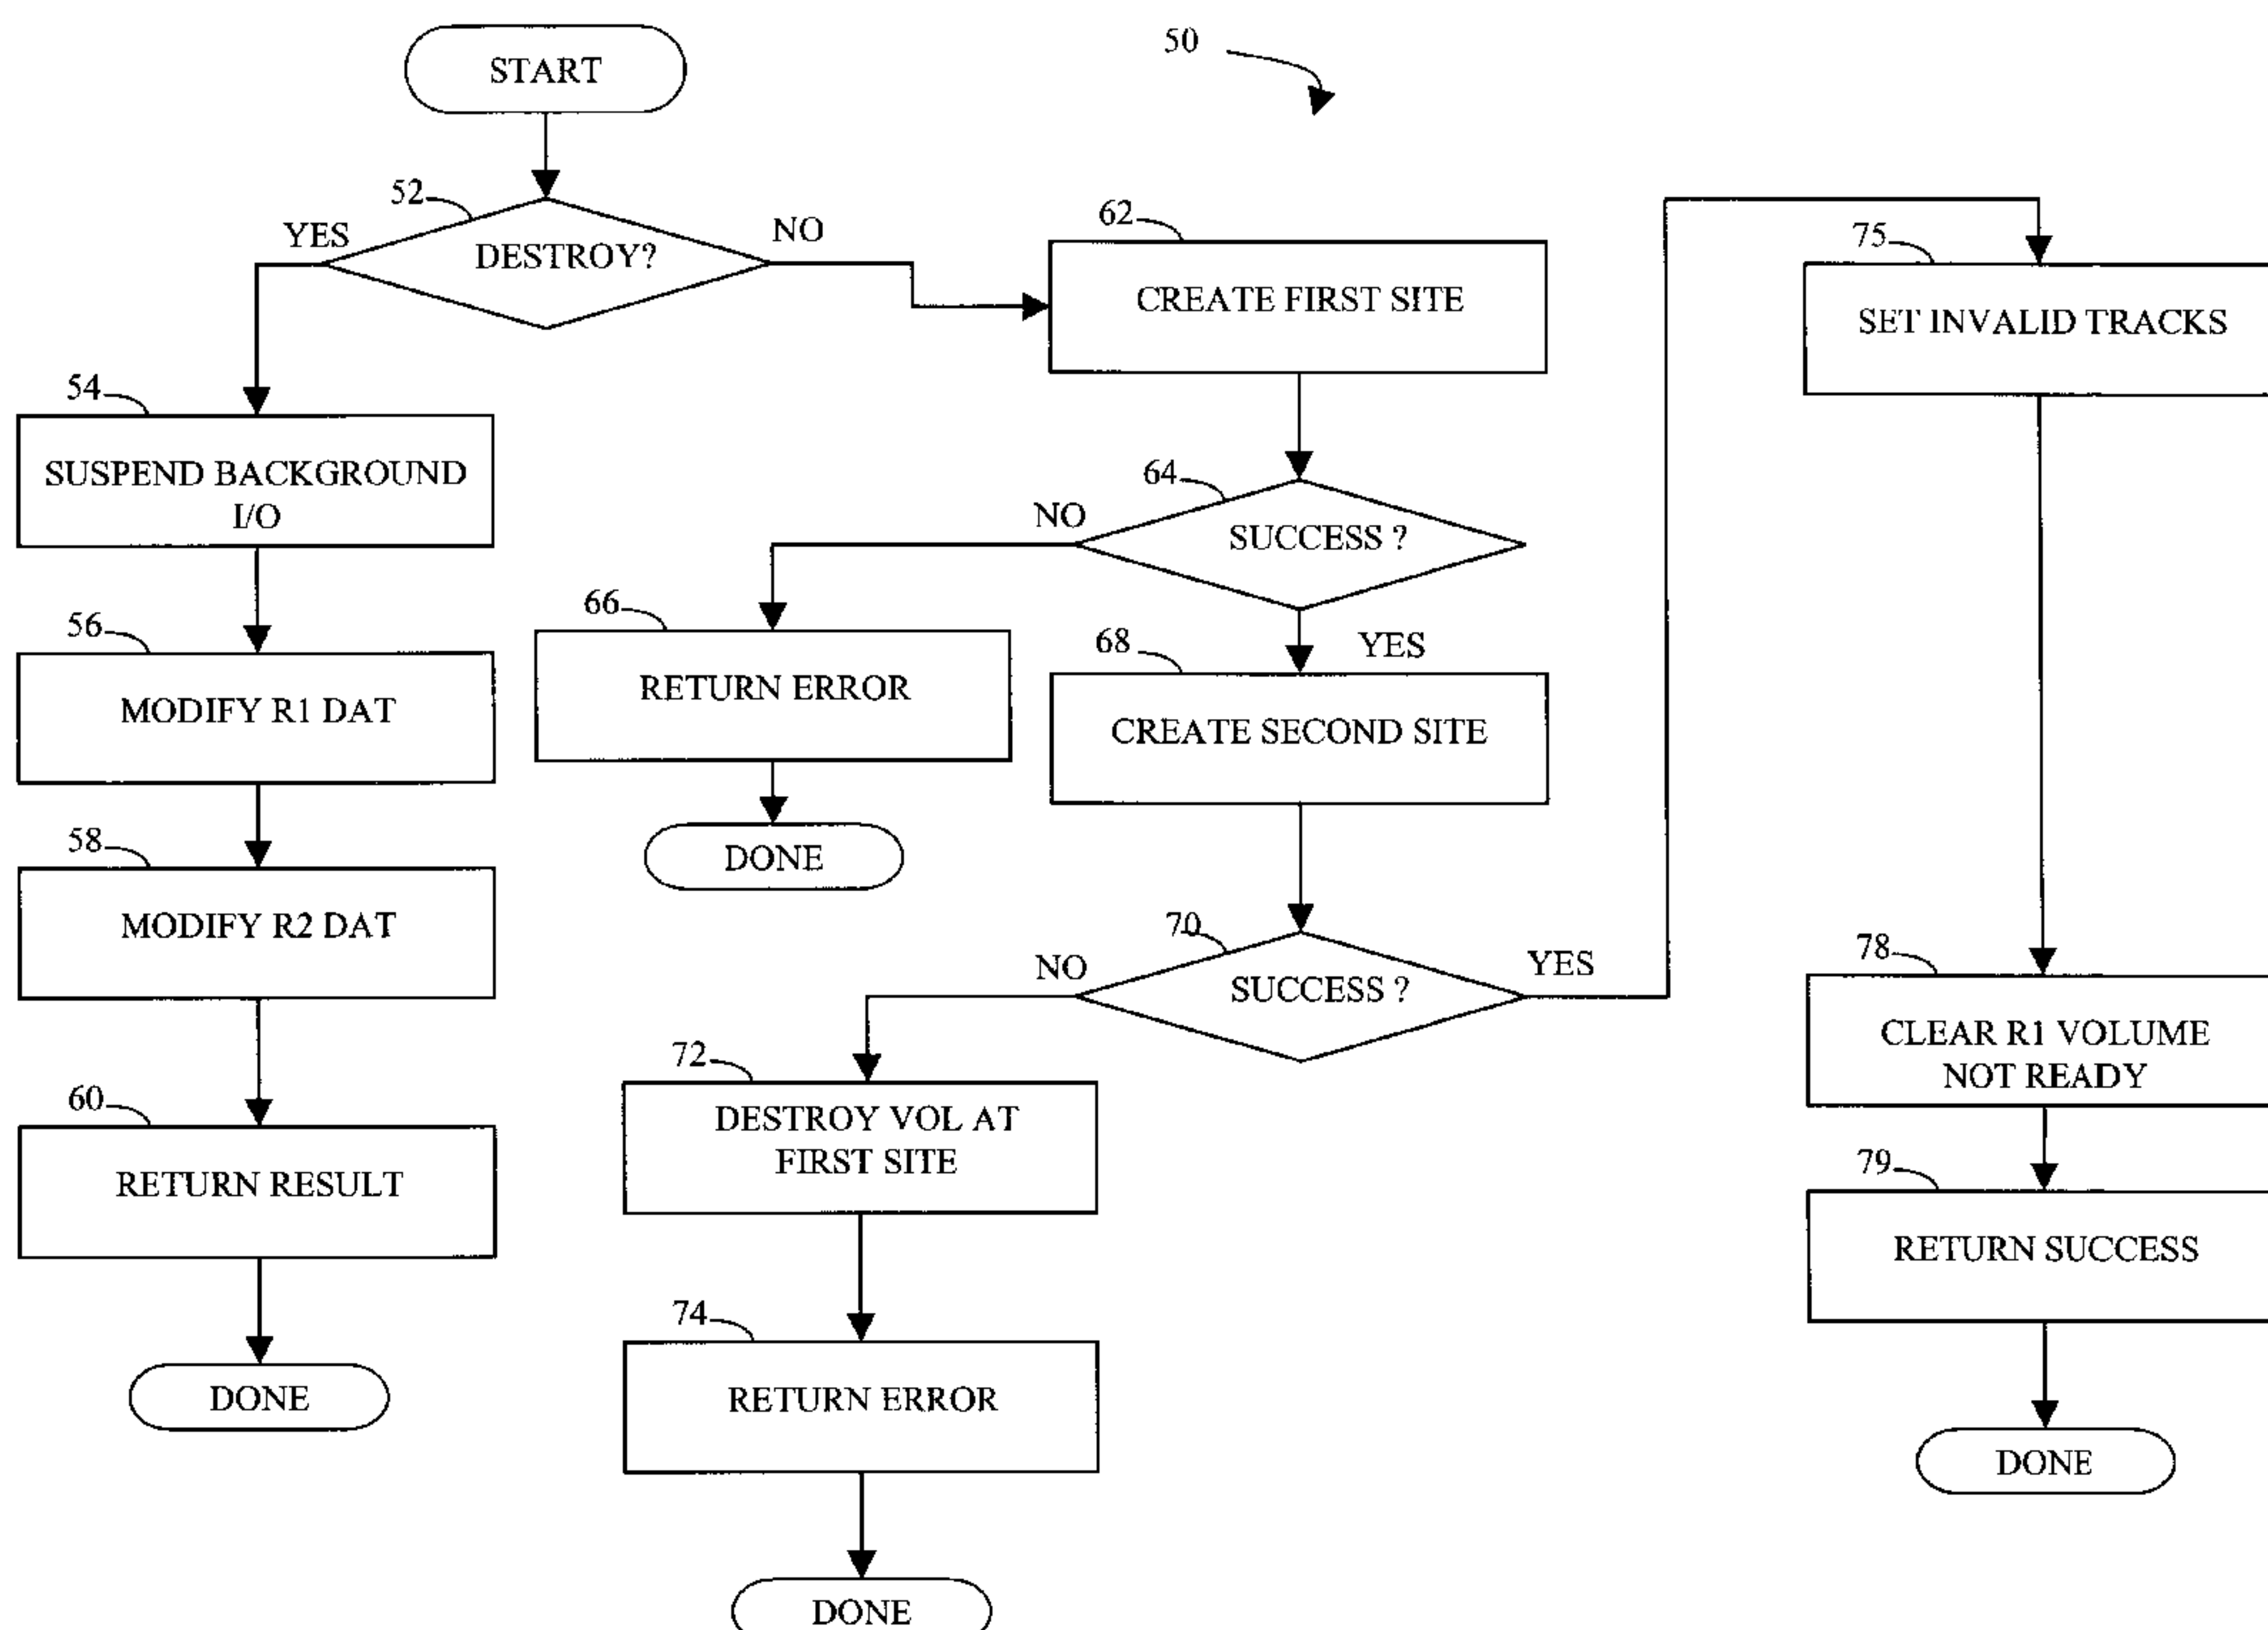 START
50
52
YES
DESTROY?
NO
54
SUSPEND BACKGROUND
I/O
56
MODIFY R1 DAT
58
MODIFY R2 DAT
60
RETURN RESULT
DONE
62
CREATE FIRST SITE
64
NO
SUCCESS ?
YES
66
RETURN ERROR
DONE
68
CREATE SECOND SITE
70
NO
SUCCESS ?
YES
72
DESTROY VOL AT
FIRST SITE
74
RETURN ERROR
DONE
75
SET INVALID TRACKS
78
CLEAR R1 VOLUME
NOT READY
79
RETURN SUCCESS
DONE